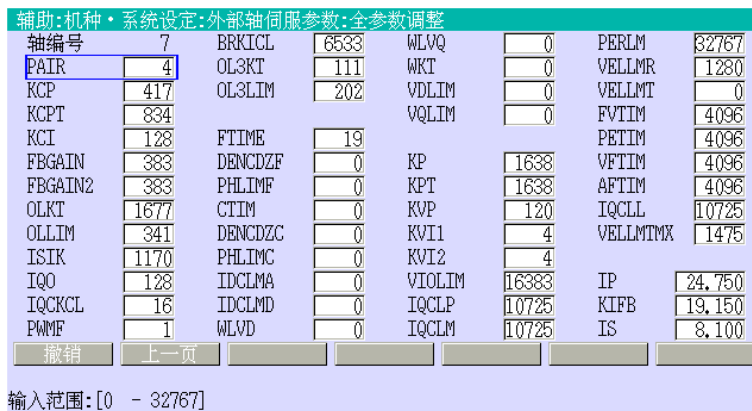 辅助:机种·系统设定:外部轴伺服参数:全参数调整
轴编号 7 BRKICL 6533 WLVQ 0 PERLM 32767
PAIR 4 OL3KT 111 WKT 0 VELLMR 1280
KCP 417 OL3LIM 202 VDLIM 0 VELLMT 0
KCPT 834 VQLIM 0 FVTIM 4096
KCI 128 FTIME 19 PETIM 4096
FBGAIN 383 DENCDZF 0 KP 1638 VFTIM 4096
FBGAIN2 383 PHLIMF 0 KPT 1638 AFTIM 4096
OLKT 1677 CTIM 0 KVP 120 IQCLL 10725
OLLIM 341 DENCDZC 0 KVI1 4 VELLMTMX 1475
ISIK 1170 PHLIMC 0 KVI2 4
IQO 128 IDCLMA 0 VIOLIM 16383 IP 24.750
IQCKCL 16 IDCLMD 0 IQCLP 10725 KIFB 19.150
PWMF 1 WLVD 0 IQCLM 10725 IS 8.100
撤销 上一页
输入范围:[0 - 32767]